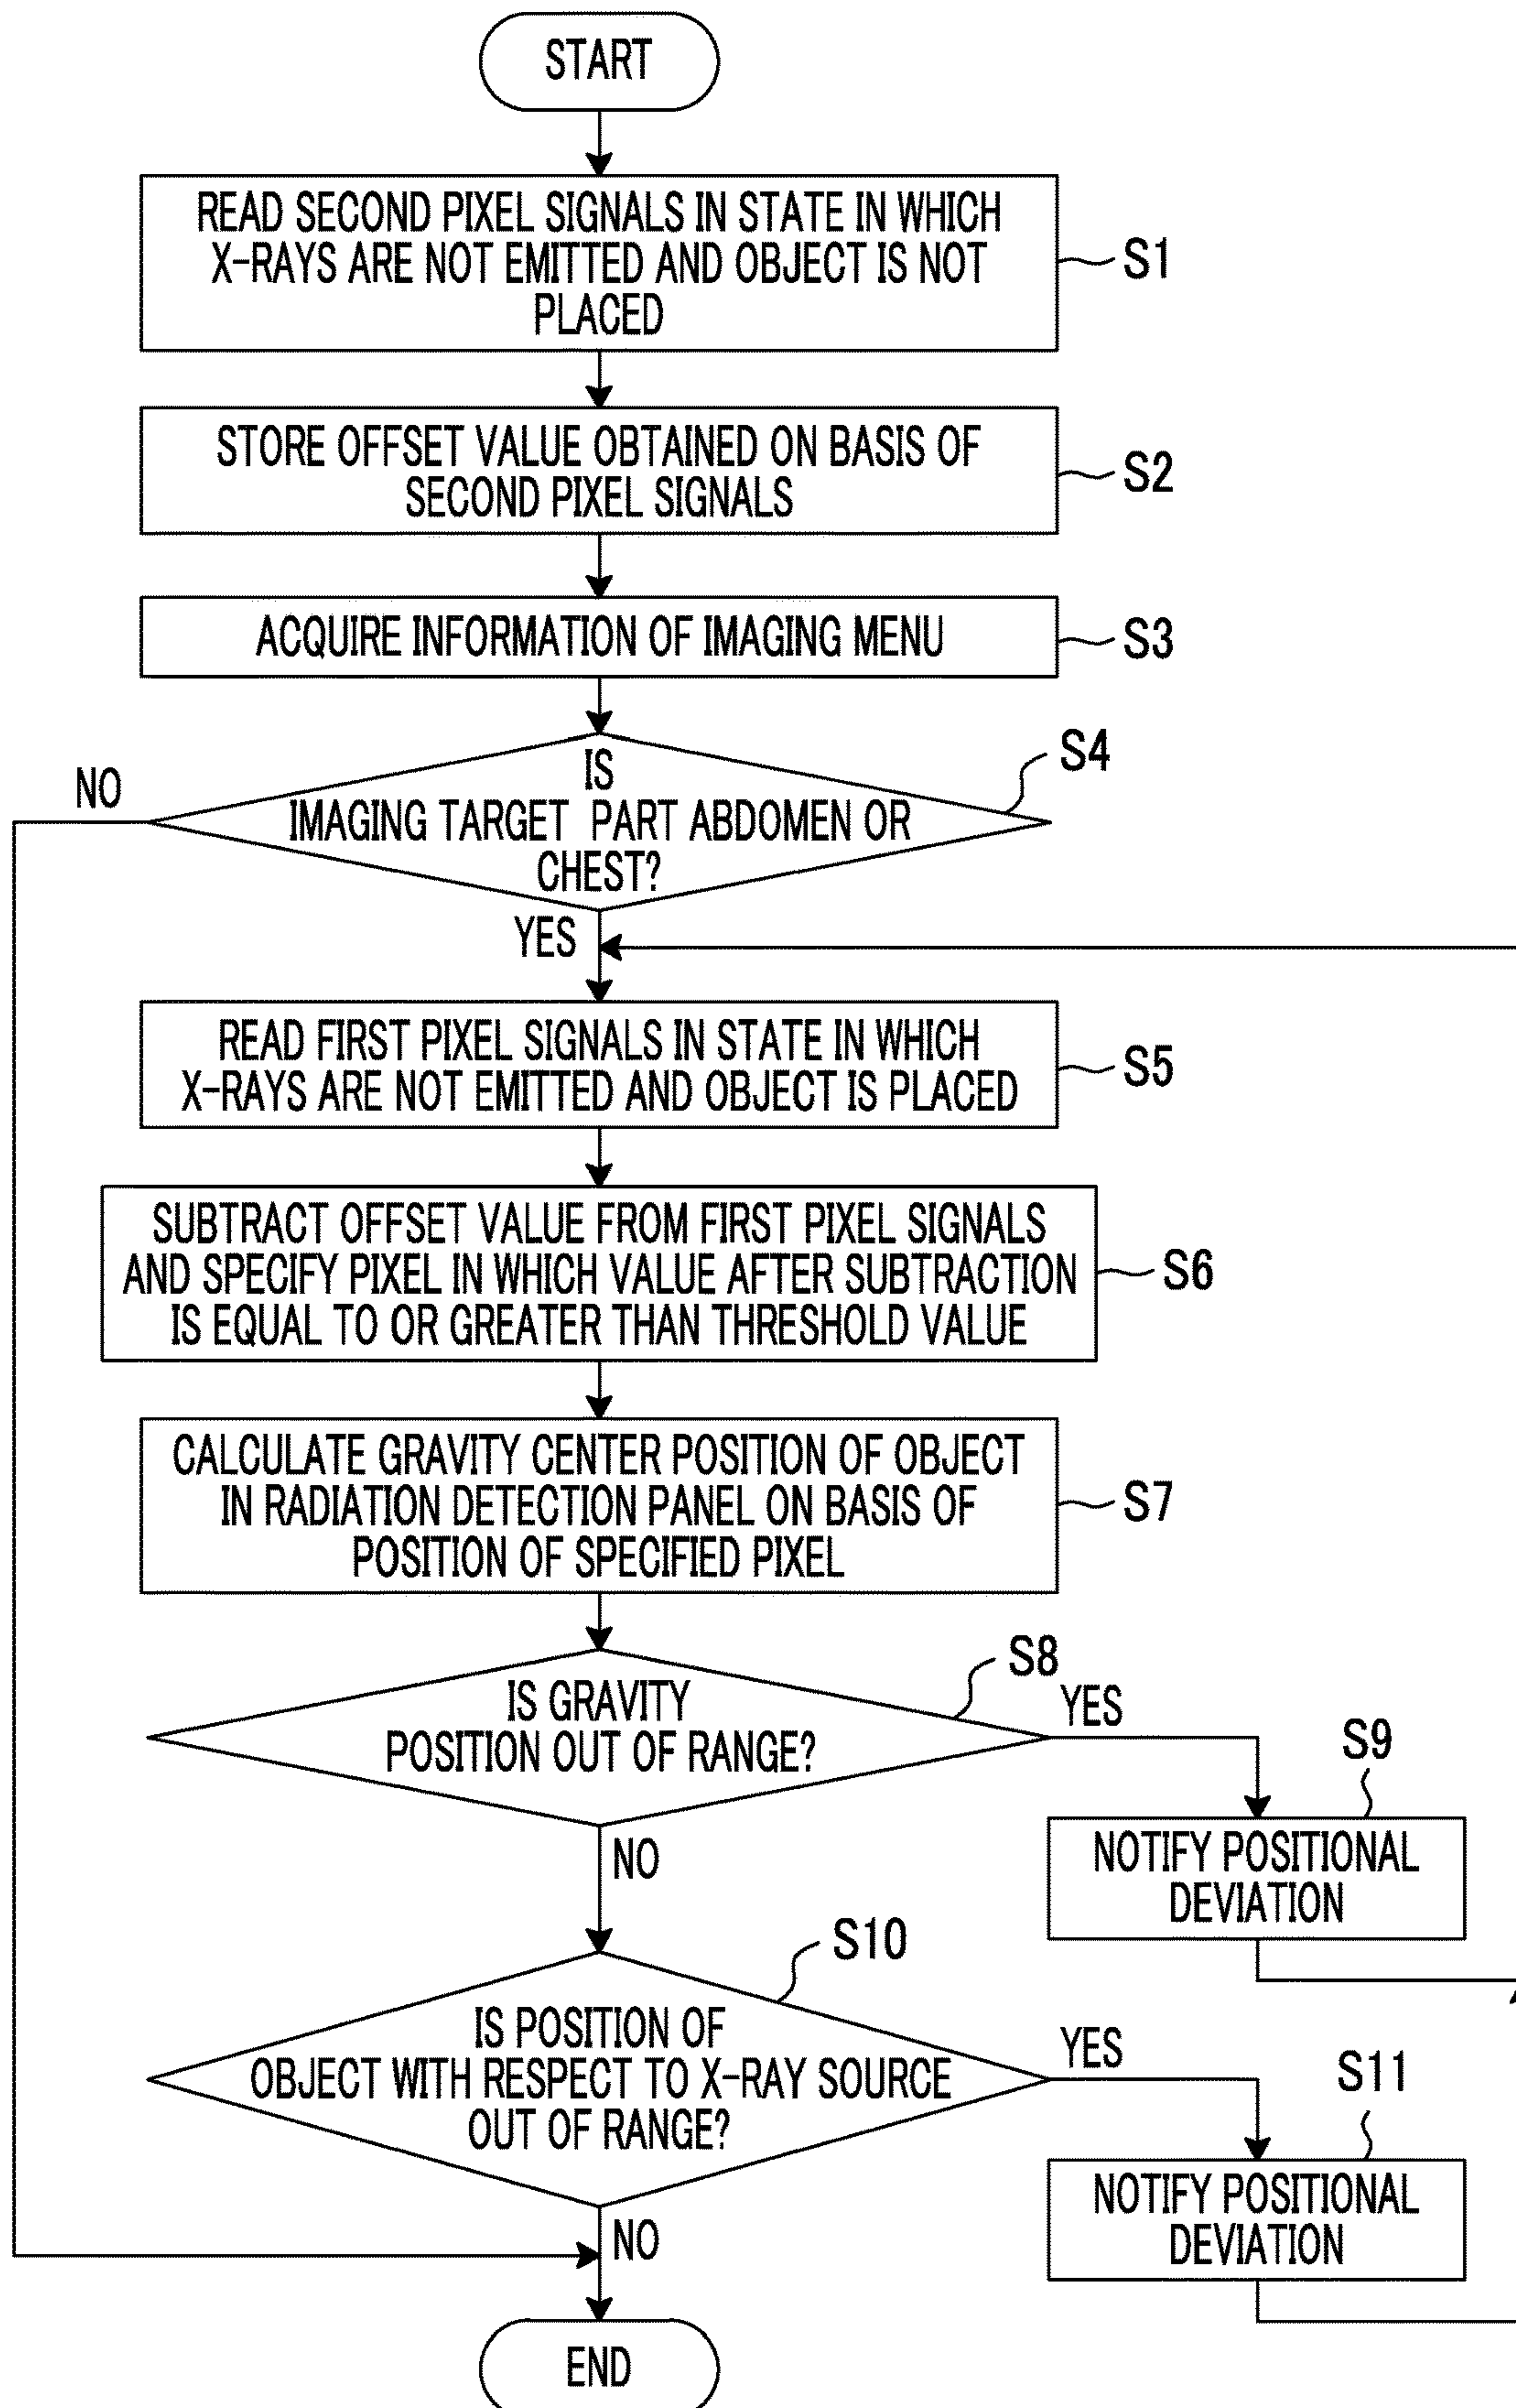 START
READ SECOND PIXEL SIGNALS IN STATE IN WHICH
X-RAYS ARE NOT EMITTED AND OBJECT IS NOT
PLACED
S1
STORE OFFSET VALUE OBTAINED ON BASIS OF
SECOND PIXEL SIGNALS
S2
ACQUIRE INFORMATION OF IMAGING MENU
S3
S4
NO
IS
IMAGING TARGET PART ABDOMEN OR
CHEST?
YES
READ FIRST PIXEL SIGNALS IN STATE IN WHICH
X-RAYS ARE NOT EMITTED AND OBJECT IS PLACED
S5
SUBTRACT OFFSET VALUE FROM FIRST PIXEL SIGNALS
AND SPECIFY PIXEL IN WHICH VALUE AFTER SUBTRACTION
IS EQUAL TO OR GREATER THAN THRESHOLD VALUE
S6
CALCULATE GRAVITY CENTER POSITION OF OBJECT
IN RADIATION DETECTION PANEL ON BASIS OF
POSITION OF SPECIFIED PIXEL
S7
S8
IS GRAVITY
POSITION OUT OF RANGE?
YES
S9
NOTIFY POSITIONAL
DEVIATION
NO
S10
IS POSITION OF
OBJECT WITH RESPECT TO X-RAY SOURCE
OUT OF RANGE?
YES
S11
NOTIFY POSITIONAL
DEVIATION
NO
END